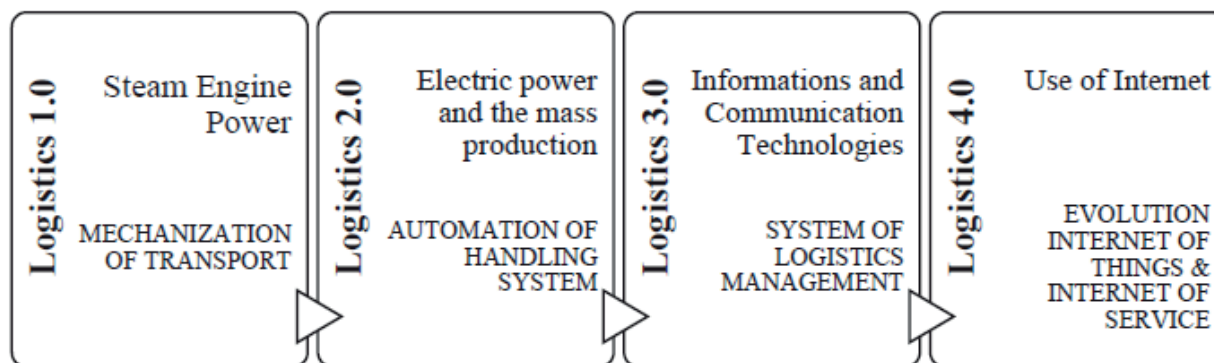 Logistics 1.0
Steam Engine
Power
MECHANIZATION
OF TRANSPORT
Logistics 2.0
Electric power
and the mass
production
AUTOMATION OF
HANDLING
SYSTEM
Logistics 3.0
Informations and
Communication
Technologies
SYSTEM OF
LOGISTICS
MANAGEMENT
Logistics 4.0
Use of Internet
EVOLUTION
INTERNET OF
THINGS &
INTERNET OF
SERVICE